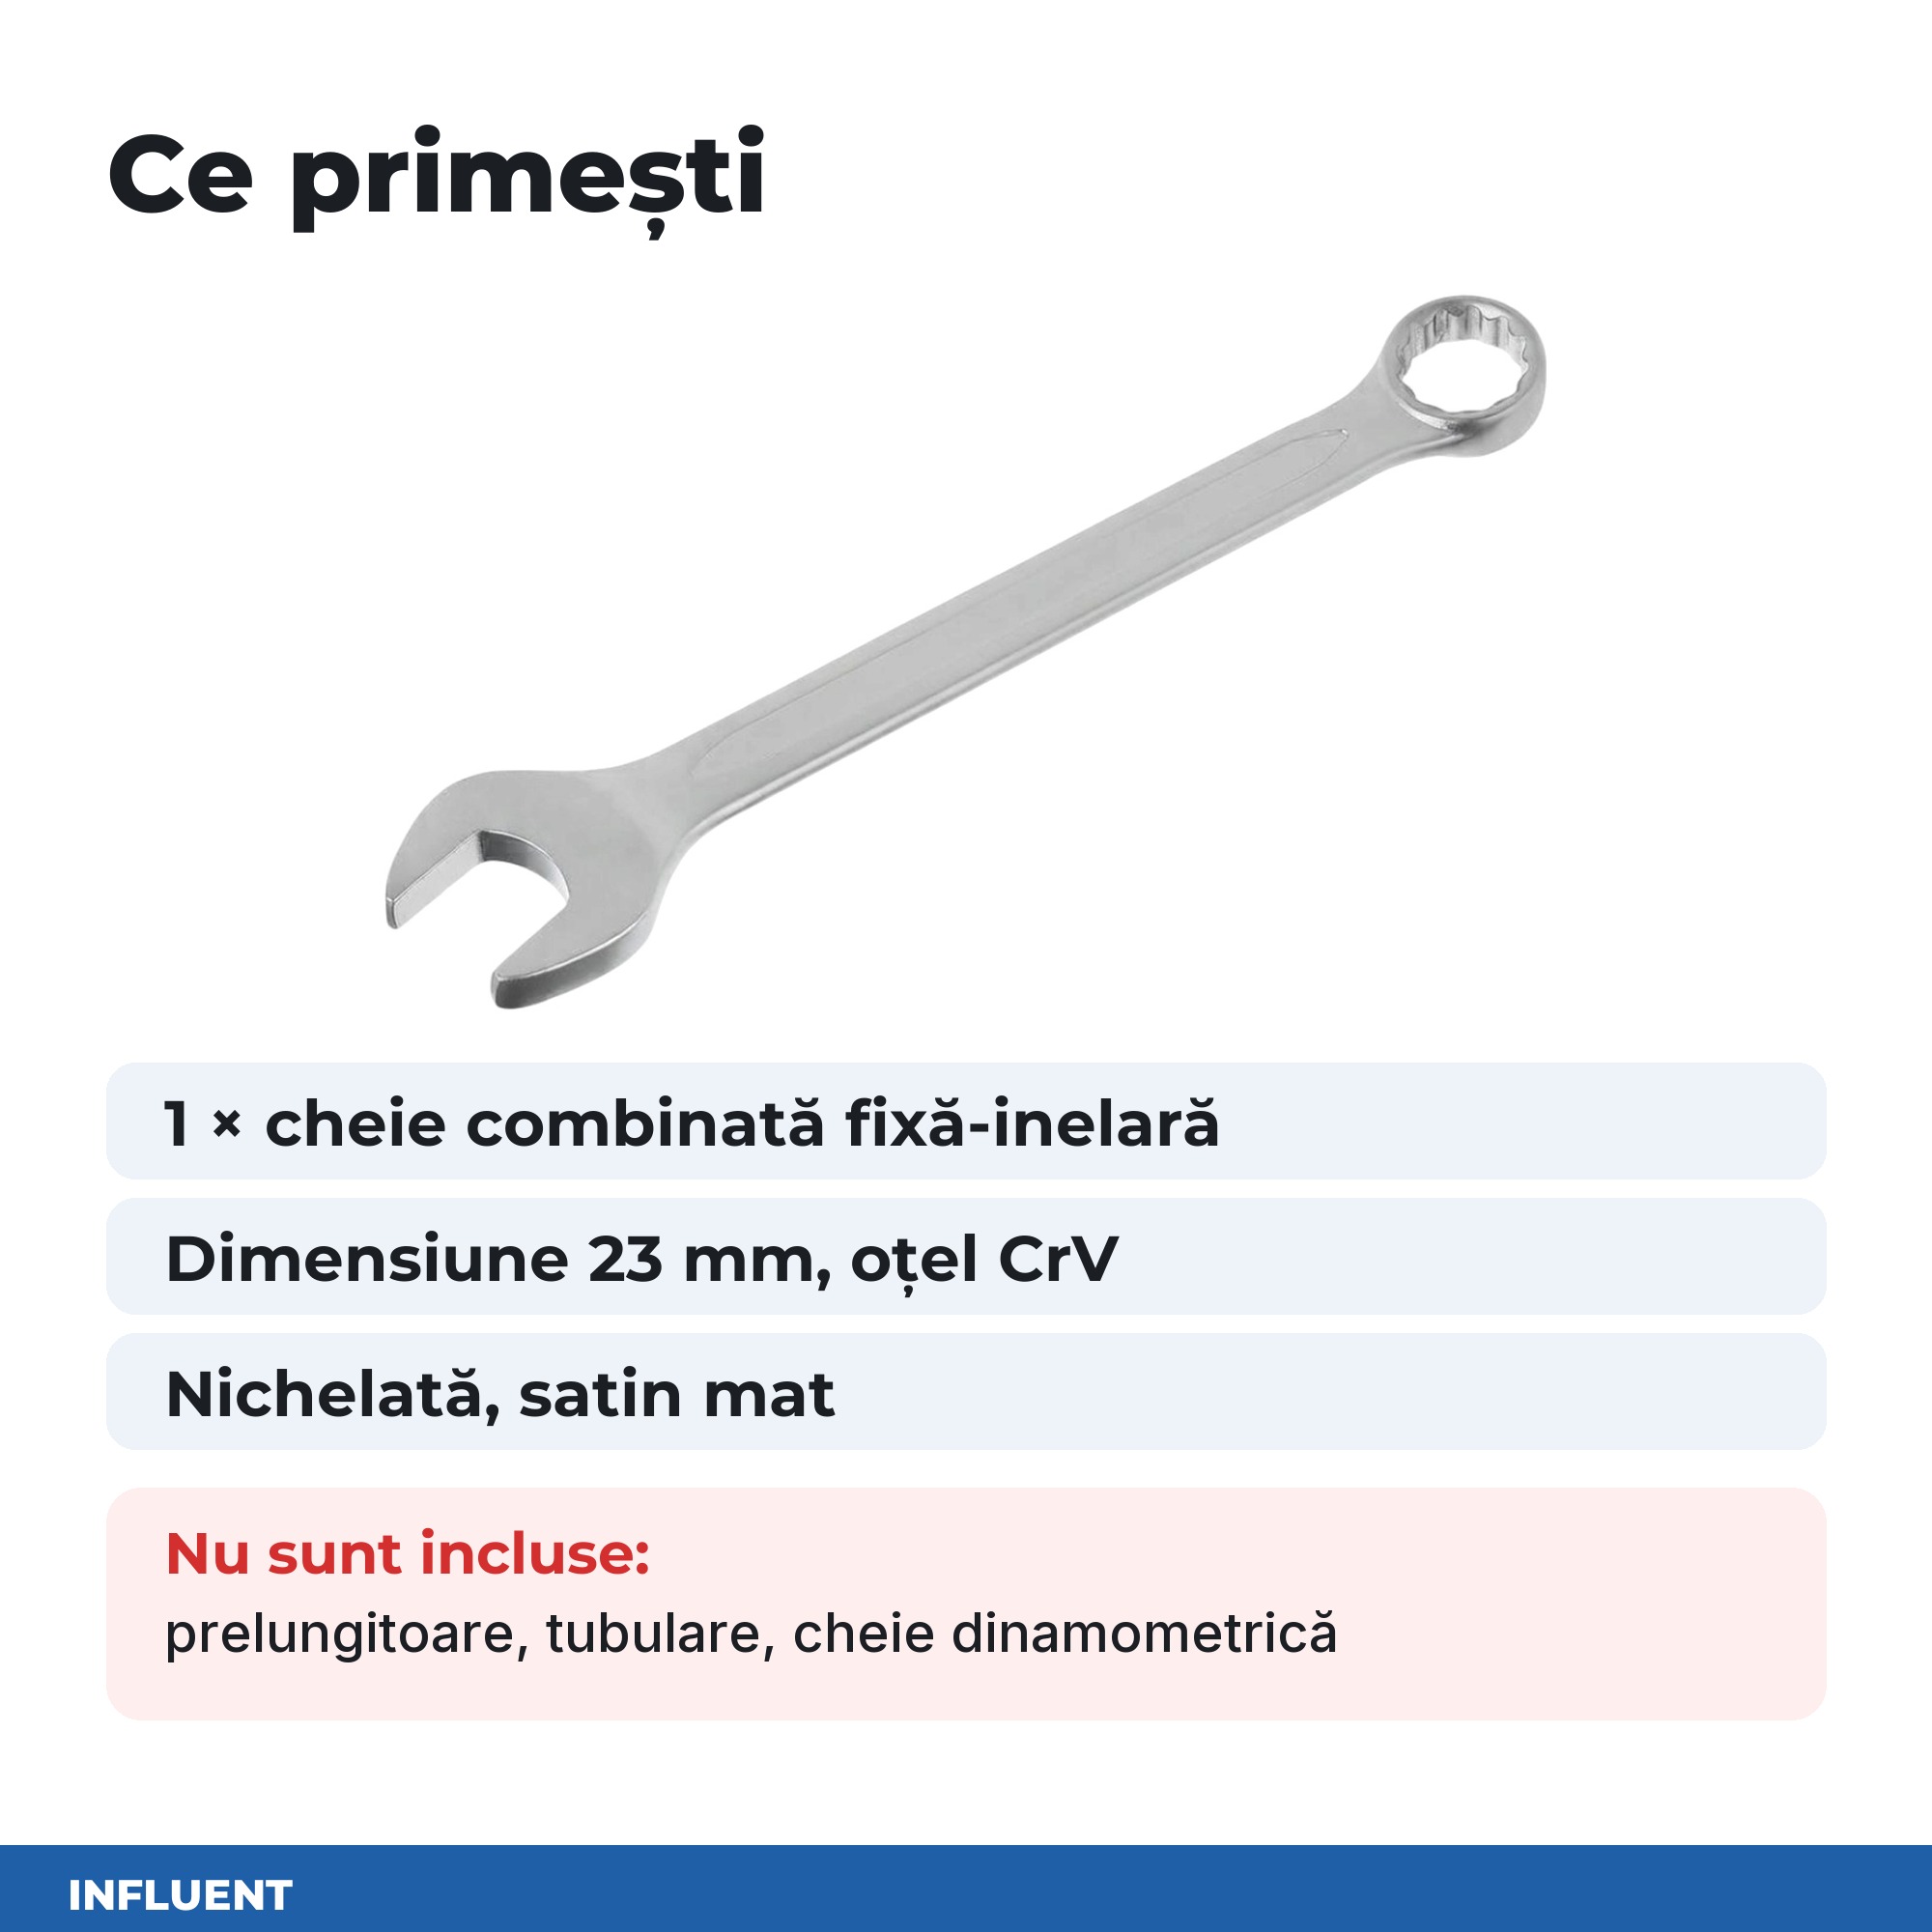 Ce primești
1 × cheie combinată fixă-inelară
Dimensiune 23 mm, oțel CrV
Nichelată, satin mat
Nu sunt incluse:
prelungitoare, tubulare, cheie dinamometrică
INFLUENT